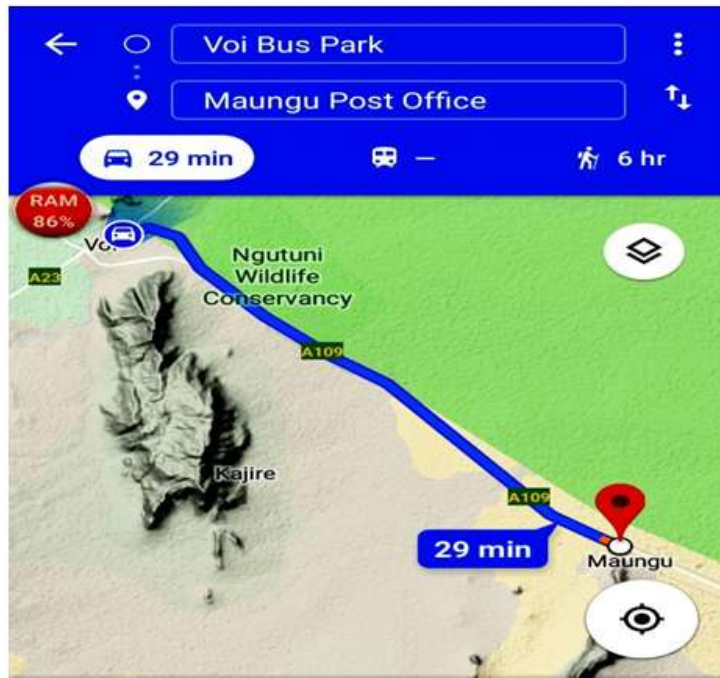 Voi Bus Park
Maungu Post Office
29 min
—
6 hr
RAM
86%
Voi
A23
Ngutuni
Wildlife
Conservancy
A109
Kajire
A109
29 min
Maungu